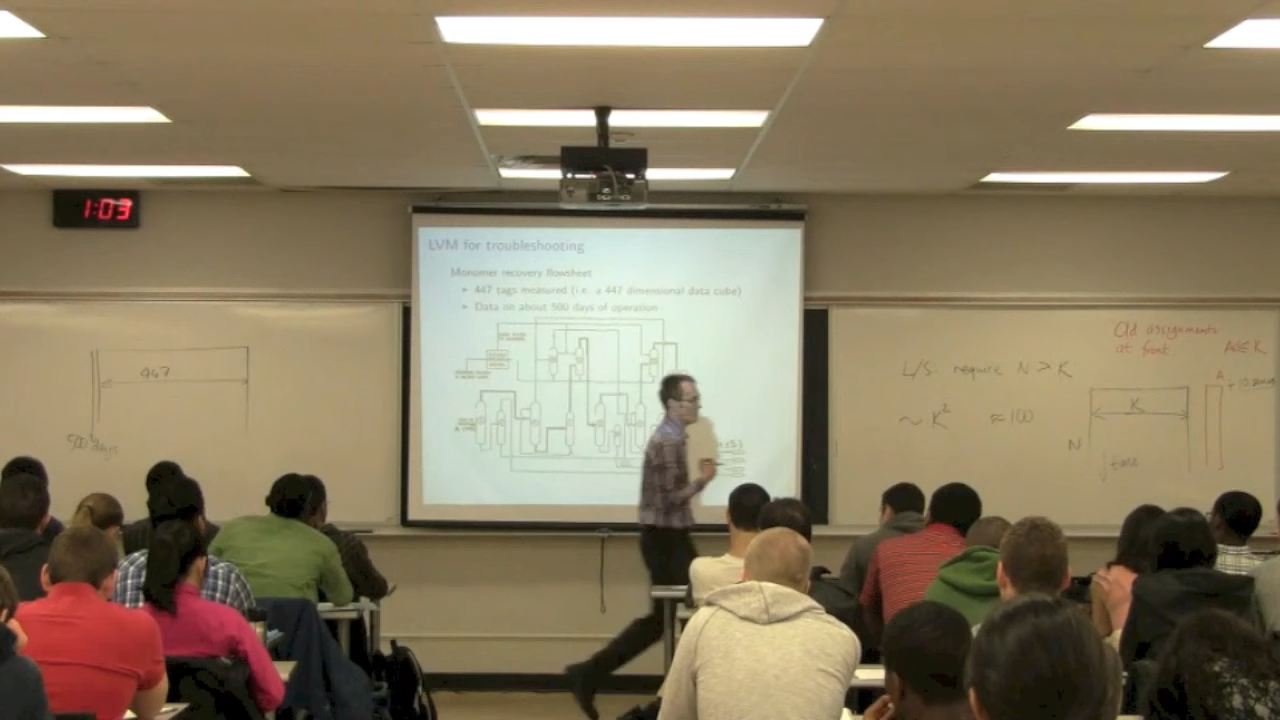 1:03
LVM for troubleshooting
Monomer recovery flowsheet
▸ 447 tags measured (i.e. a 447 dimensional data cube)
▸ Data on about 500 days of operation
447
500 days
Old assignments
at front
A≪K
L/S: require N > K
~ K² ≈100
K
A
N
↓ time